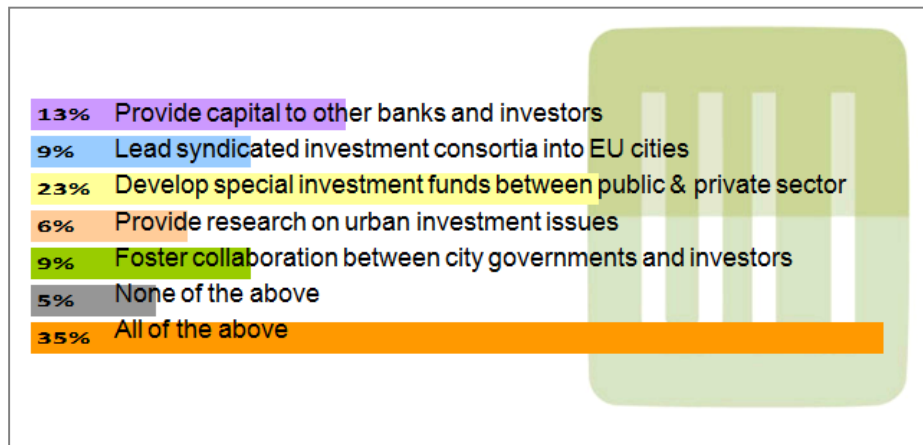 13% Provide capital to other banks and investors
9% Lead syndicated investment consortia into EU cities
23% Develop special investment funds between public & private sector
6% Provide research on urban investment issues
9% Foster collaboration between city governments and investors
5% None of the above
35% All of the above